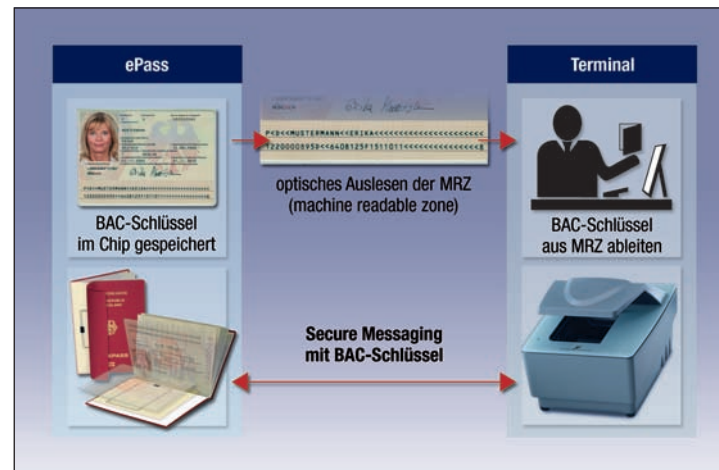 ePass
Terminal
P<D<<MUSTERMANN<<ERIKA<<<<<<<<<<<<<<<<<<<<<<
optisches Auslesen der MRZ
(machine readable zone)
BAC-Schlüssel
im Chip gespeichert
BAC-Schlüssel
aus MRZ ableiten
Secure Messaging
mit BAC-Schlüssel